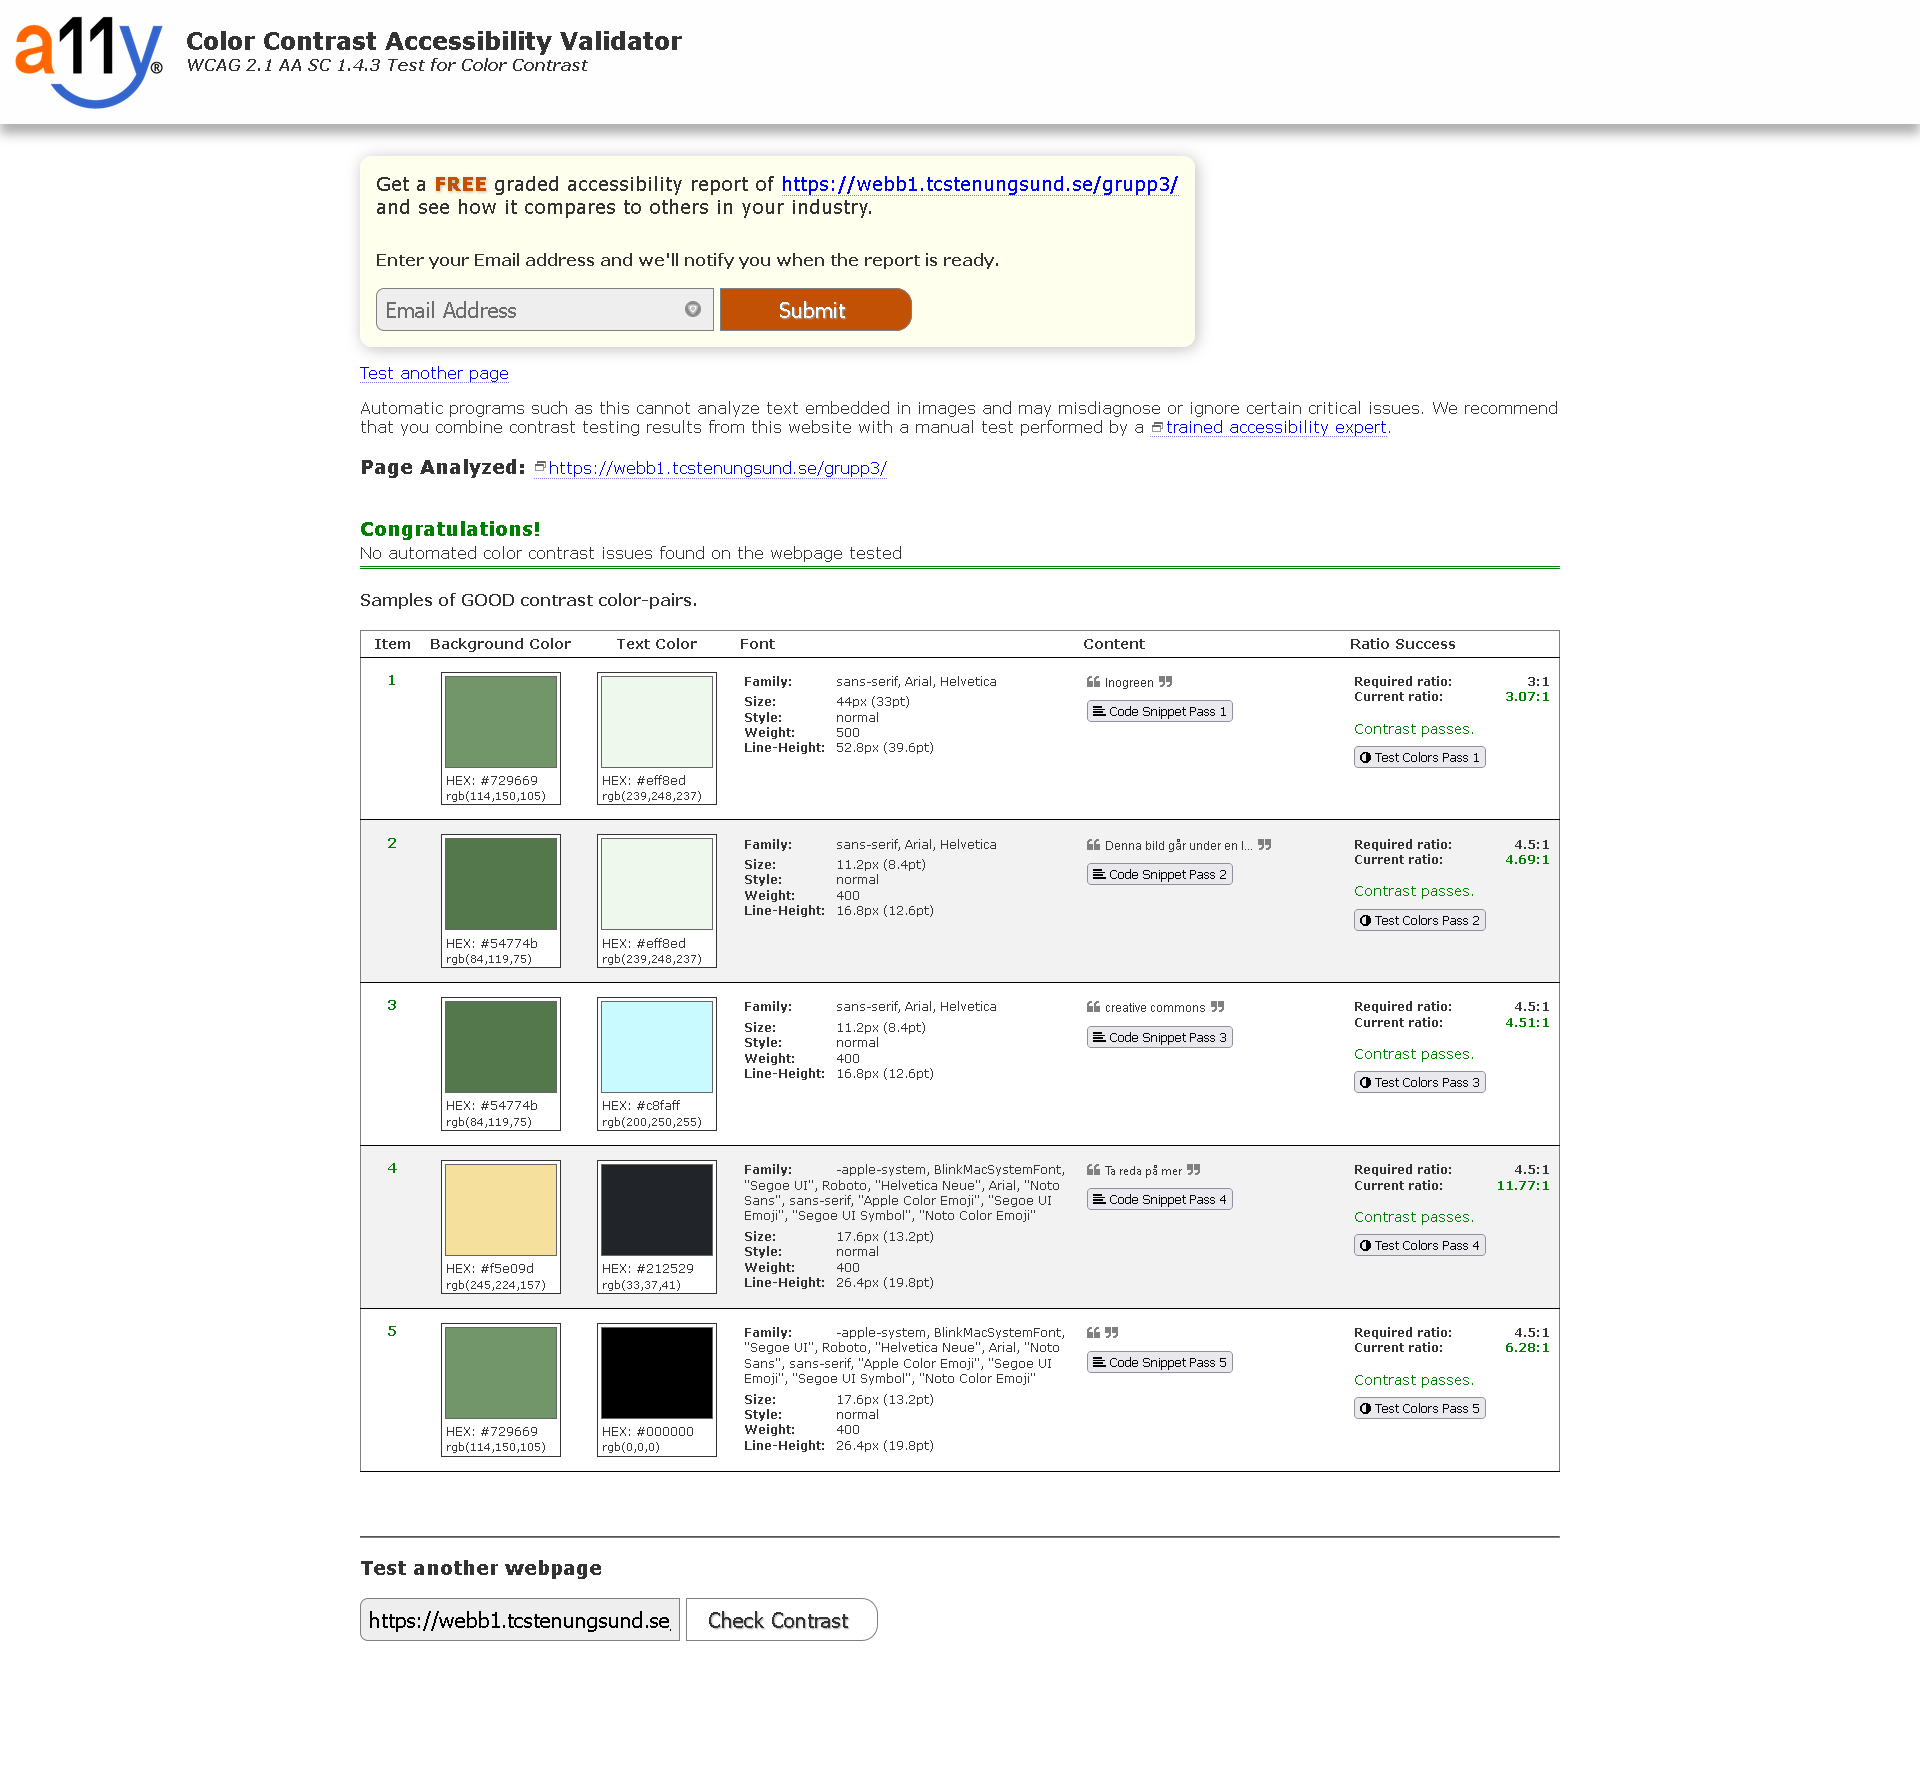 a11y®
Color Contrast Accessibility Validator
WCAG 2.1 AA SC 1.4.3 Test for Color Contrast
Get a FREE graded accessibility report of https://webb1.tcstenungsund.se/grupp3/
and see how it compares to others in your industry.
Enter your Email address and we'll notify you when the report is ready.
Email Address Submit
Test another page
Automatic programs such as this cannot analyze text embedded in images and may misdiagnose or ignore certain critical issues. We recommend
that you combine contrast testing results from this website with a manual test performed by a trained accessibility expert.
Page Analyzed: https://webb1.tcstenungsund.se/grupp3/
Congratulations!
No automated color contrast issues found on the webpage tested
Samples of GOOD contrast color-pairs.
Item Background Color Text Color Font Content Ratio Success
1
HEX: #729669
rgb(114,150,105)
HEX: #eff8ed
rgb(239,248,237)
Family: sans-serif, Arial, Helvetica
Size: 44px (33pt)
Style: normal
Weight: 500
Line-Height: 52.8px (39.6pt)
❝ Inogreen ❞
Code Snippet Pass 1
Required ratio: 3:1
Current ratio: 3.07:1
Contrast passes.
Test Colors Pass 1
2
HEX: #54774b
rgb(84,119,75)
HEX: #eff8ed
rgb(239,248,237)
Family: sans-serif, Arial, Helvetica
Size: 11.2px (8.4pt)
Style: normal
Weight: 400
Line-Height: 16.8px (12.6pt)
❝ Denna bild går under en l... ❞
Code Snippet Pass 2
Required ratio: 4.5:1
Current ratio: 4.69:1
Contrast passes.
Test Colors Pass 2
3
HEX: #54774b
rgb(84,119,75)
HEX: #c8faff
rgb(200,250,255)
Family: sans-serif, Arial, Helvetica
Size: 11.2px (8.4pt)
Style: normal
Weight: 400
Line-Height: 16.8px (12.6pt)
❝ creative commons ❞
Code Snippet Pass 3
Required ratio: 4.5:1
Current ratio: 4.51:1
Contrast passes.
Test Colors Pass 3
4
HEX: #f5e09d
rgb(245,224,157)
HEX: #212529
rgb(33,37,41)
Family: -apple-system, BlinkMacSystemFont,
"Segoe UI", Roboto, "Helvetica Neue", Arial, "Noto
Sans", sans-serif, "Apple Color Emoji", "Segoe UI
Emoji", "Segoe UI Symbol", "Noto Color Emoji"
Size: 17.6px (13.2pt)
Style: normal
Weight: 400
Line-Height: 26.4px (19.8pt)
❝ Ta reda på mer ❞
Code Snippet Pass 4
Required ratio: 4.5:1
Current ratio: 11.77:1
Contrast passes.
Test Colors Pass 4
5
HEX: #729669
rgb(114,150,105)
HEX: #000000
rgb(0,0,0)
Family: -apple-system, BlinkMacSystemFont,
"Segoe UI", Roboto, "Helvetica Neue", Arial, "Noto
Sans", sans-serif, "Apple Color Emoji", "Segoe UI
Emoji", "Segoe UI Symbol", "Noto Color Emoji"
Size: 17.6px (13.2pt)
Style: normal
Weight: 400
Line-Height: 26.4px (19.8pt)
❝ ❞
Code Snippet Pass 5
Required ratio: 4.5:1
Current ratio: 6.28:1
Contrast passes.
Test Colors Pass 5
Test another webpage
https://webb1.tcstenungsund.se Check Contrast